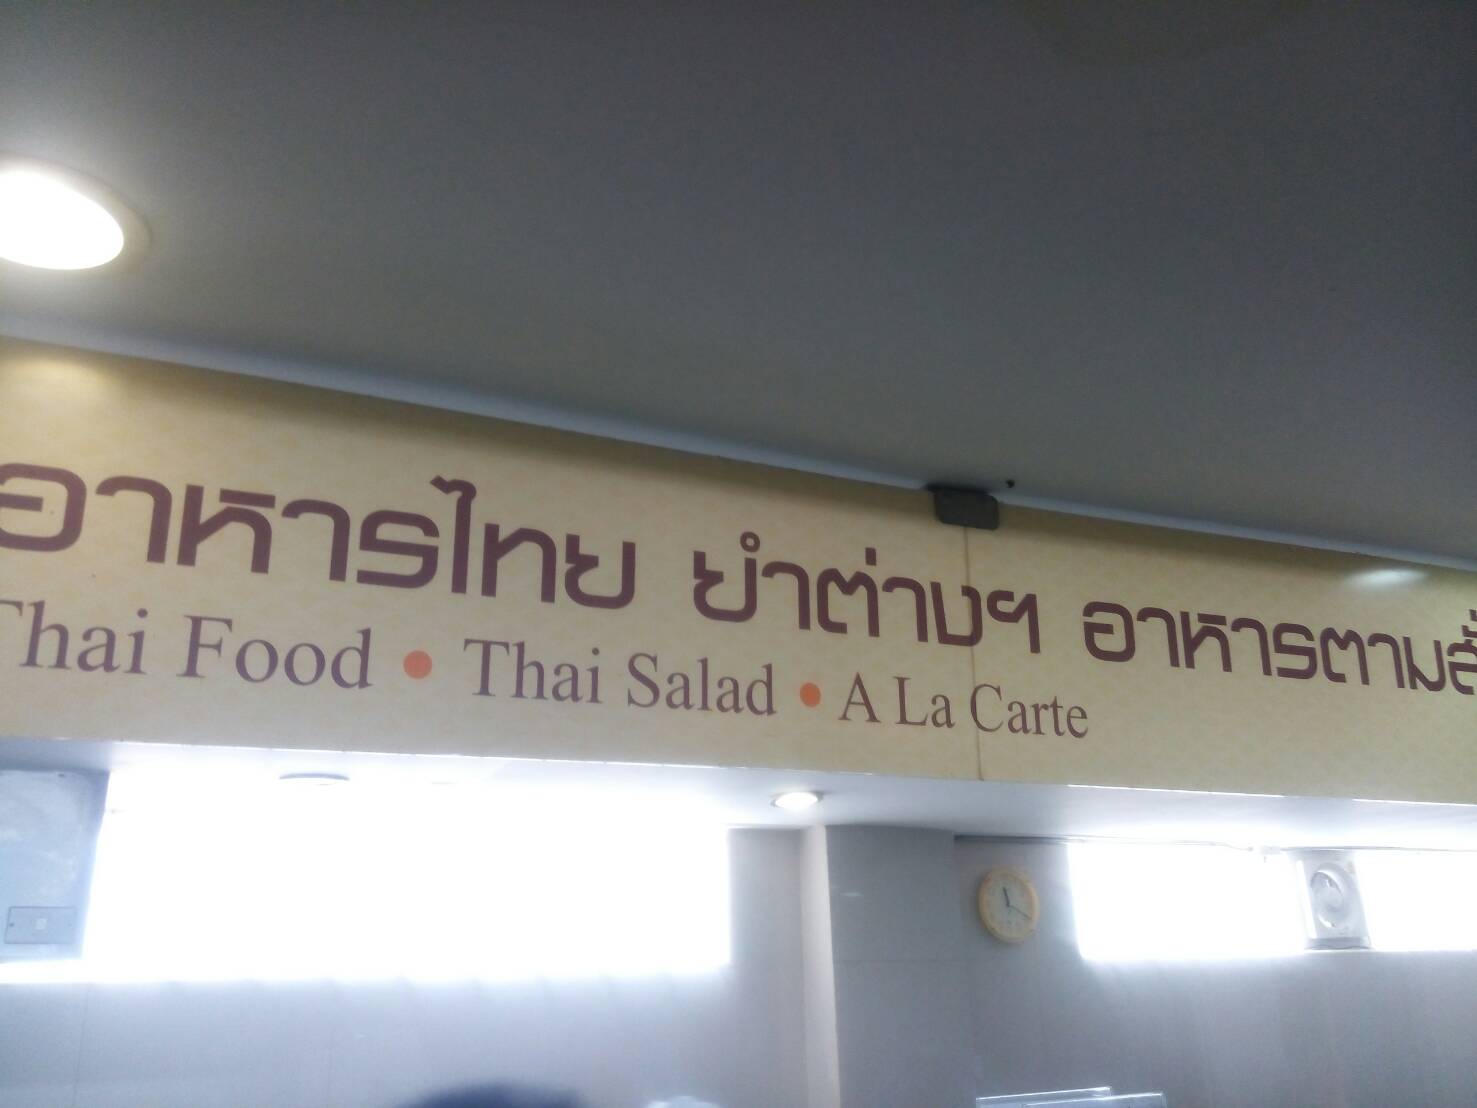 อาหารไทย ยำต่างๆ อาหารตามสั่
Thai Food • Thai Salad • A La Carte